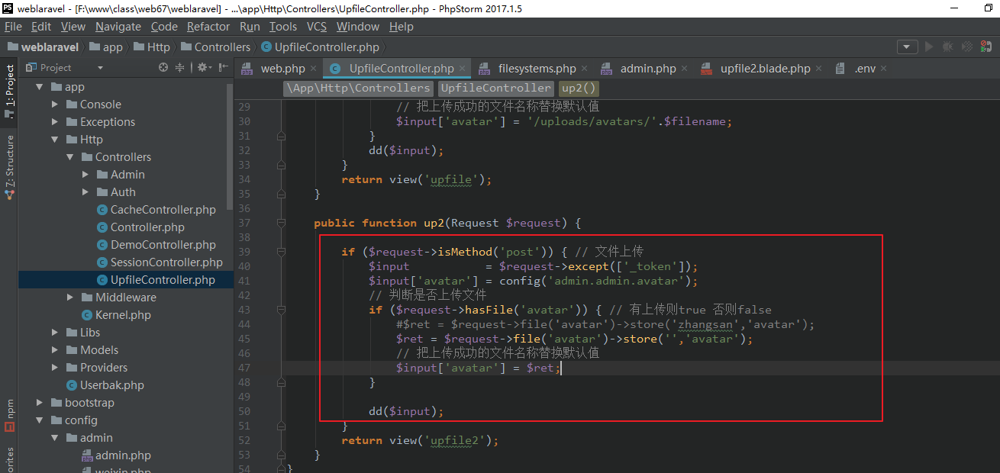 weblaravel - [F:\www\class\web67\weblaravel] - ...\app\Http\Controllers\UpfileController.php - PhpStorm 2017.1.5
File Edit View Navigate Code Refactor Run Tools VCS Window Help
weblaravel app Http Controllers UpfileController.php
Project
web.php UpfileController.php filesystems.php admin.php upfile2.blade.php .env
\App\Http\Controllers UpfileController up2()
1: Project
7: Structure
npm
app
Console
Exceptions
Http
Controllers
Admin
Auth
CacheController.php
Controller.php
DemoController.php
SessionController.php
UpfileController.php
Middleware
Kernel.php
Libs
Models
Providers
Userbak.php
bootstrap
config
admin
admin.php
weixin.php
29 // 把上传成功的文件名称替换默认值
30 $input['avatar'] = '/uploads/avatars/'.$filename;
31 }
32 dd($input);
33 }
34 return view('upfile');
35 }
36
37 public function up2(Request $request) {
38
39 if ($request->isMethod('post')) { // 文件上传
40 $input = $request->except(['_token']);
41 $input['avatar'] = config('admin.admin.avatar');
42 // 判断是否上传文件
43 if ($request->hasFile('avatar')) { // 有上传则true 否则false
44 #$ret = $request->file('avatar')->store('zhangsan','avatar');
45 $ret = $request->file('avatar')->store('','avatar');
46 // 把上传成功的文件名称替换默认值
47 $input['avatar'] = $ret;
48 }
49
50 dd($input);
51 }
52 return view('upfile2');
53 }
54 }